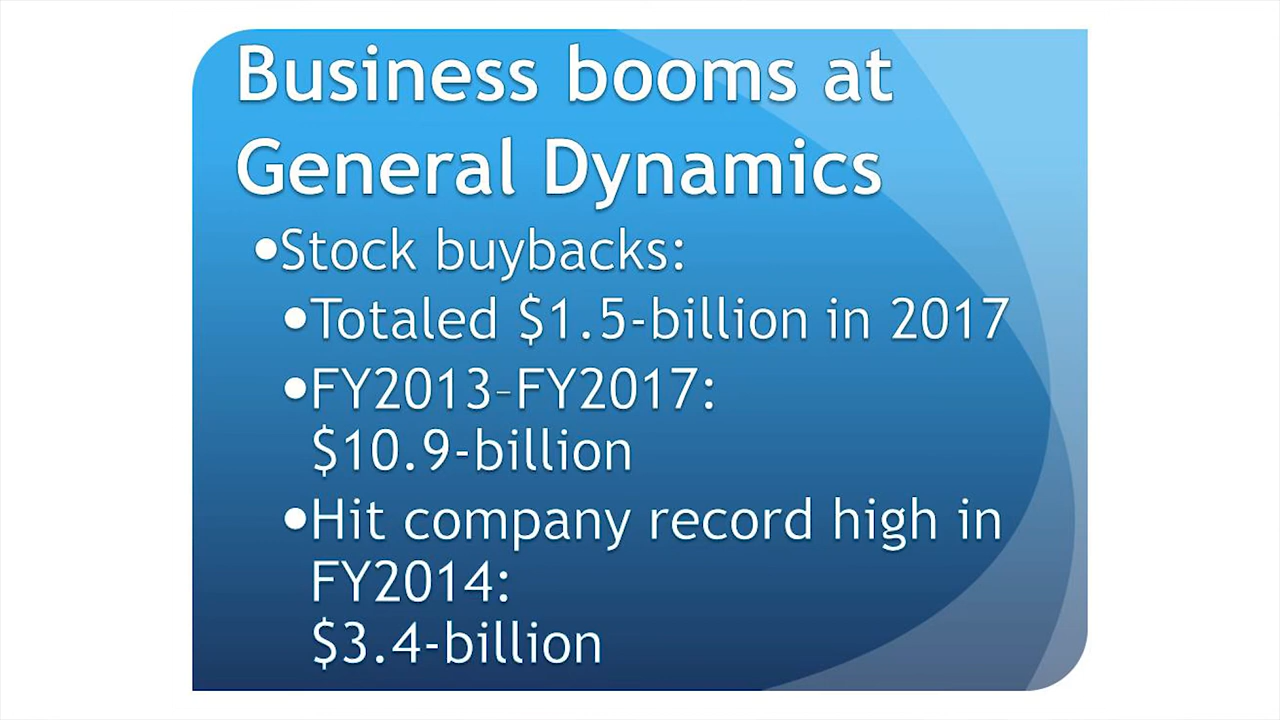 Business booms at
General Dynamics
•Stock buybacks:
•Totaled $1.5-billion in 2017
•FY2013–FY2017:
$10.9-billion
•Hit company record high in
FY2014:
$3.4-billion